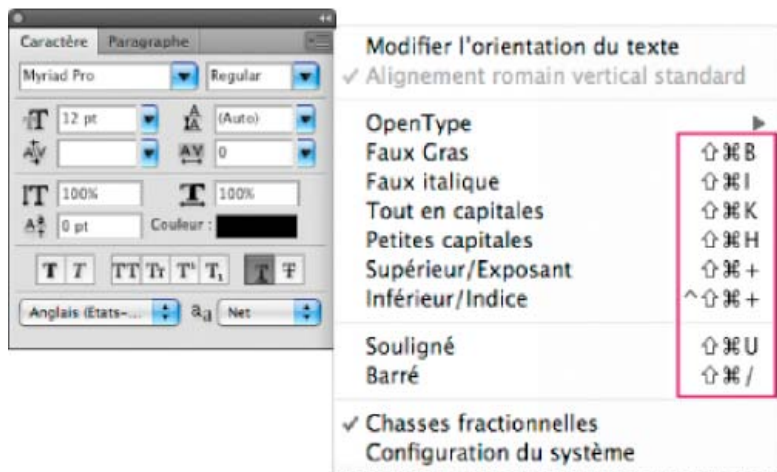 Caractère Paragraphe
Myriad Pro Regular
12 pt (Auto)
0
100% 100%
0 pt Couleur :
T T TT Tr T¹ T₁ T T
Anglais (Etats-... aa Net
Modifier l'orientation du texte
✓ Alignement romain vertical standard
OpenType ▶
Faux Gras ⇧⌘B
Faux italique ⇧⌘I
Tout en capitales ⇧⌘K
Petites capitales ⇧⌘H
Supérieur/Exposant ⇧⌘+
Inférieur/Indice ^⇧⌘+
Souligné ⇧⌘U
Barré ⇧⌘/
✓ Chasses fractionnelles
Configuration du système